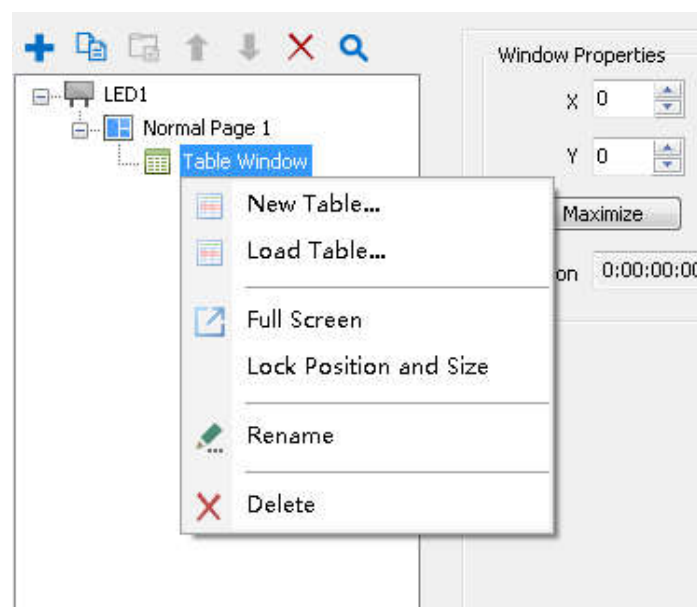 Window Properties
LED1
X 0
Normal Page 1
Y 0
Table Window
New Table...
Maximize
Load Table...
on 0:00:00:00
Full Screen
Lock Position and Size
Rename
Delete